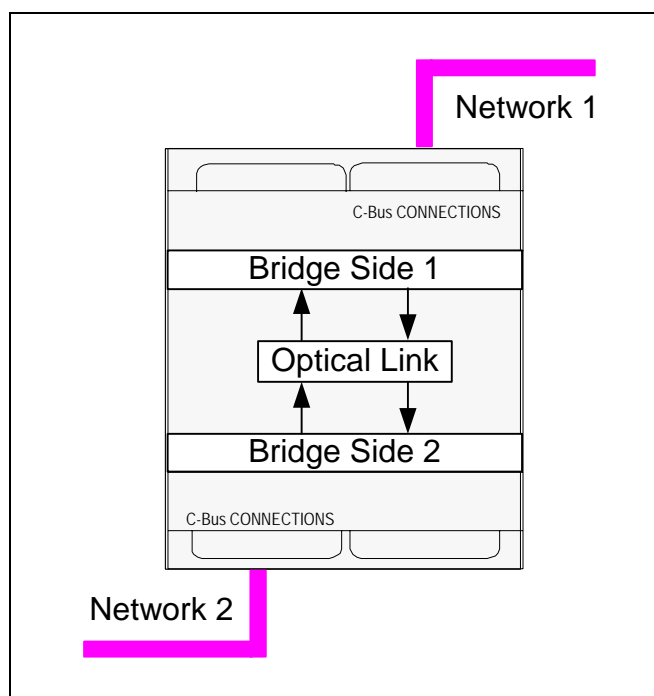 Network 1
C-Bus CONNECTIONS
Bridge Side 1
Optical Link
Bridge Side 2
C-Bus CONNECTIONS
Network 2